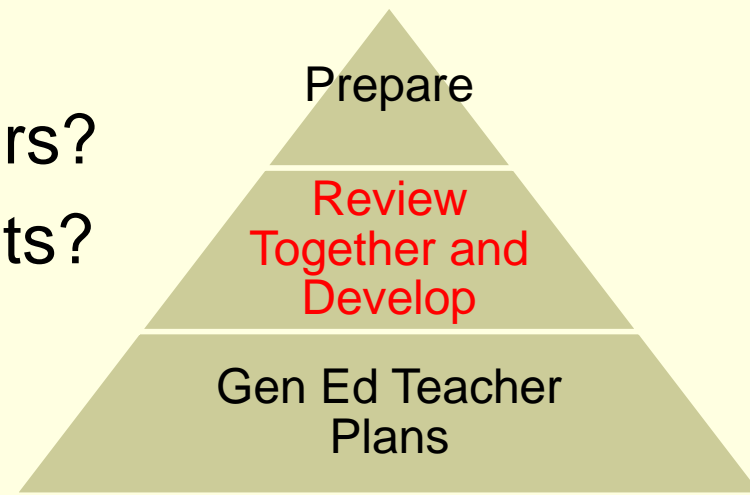 rs?
ts?
Prepare
Review
Together and
Develop
Gen Ed Teacher
Plans